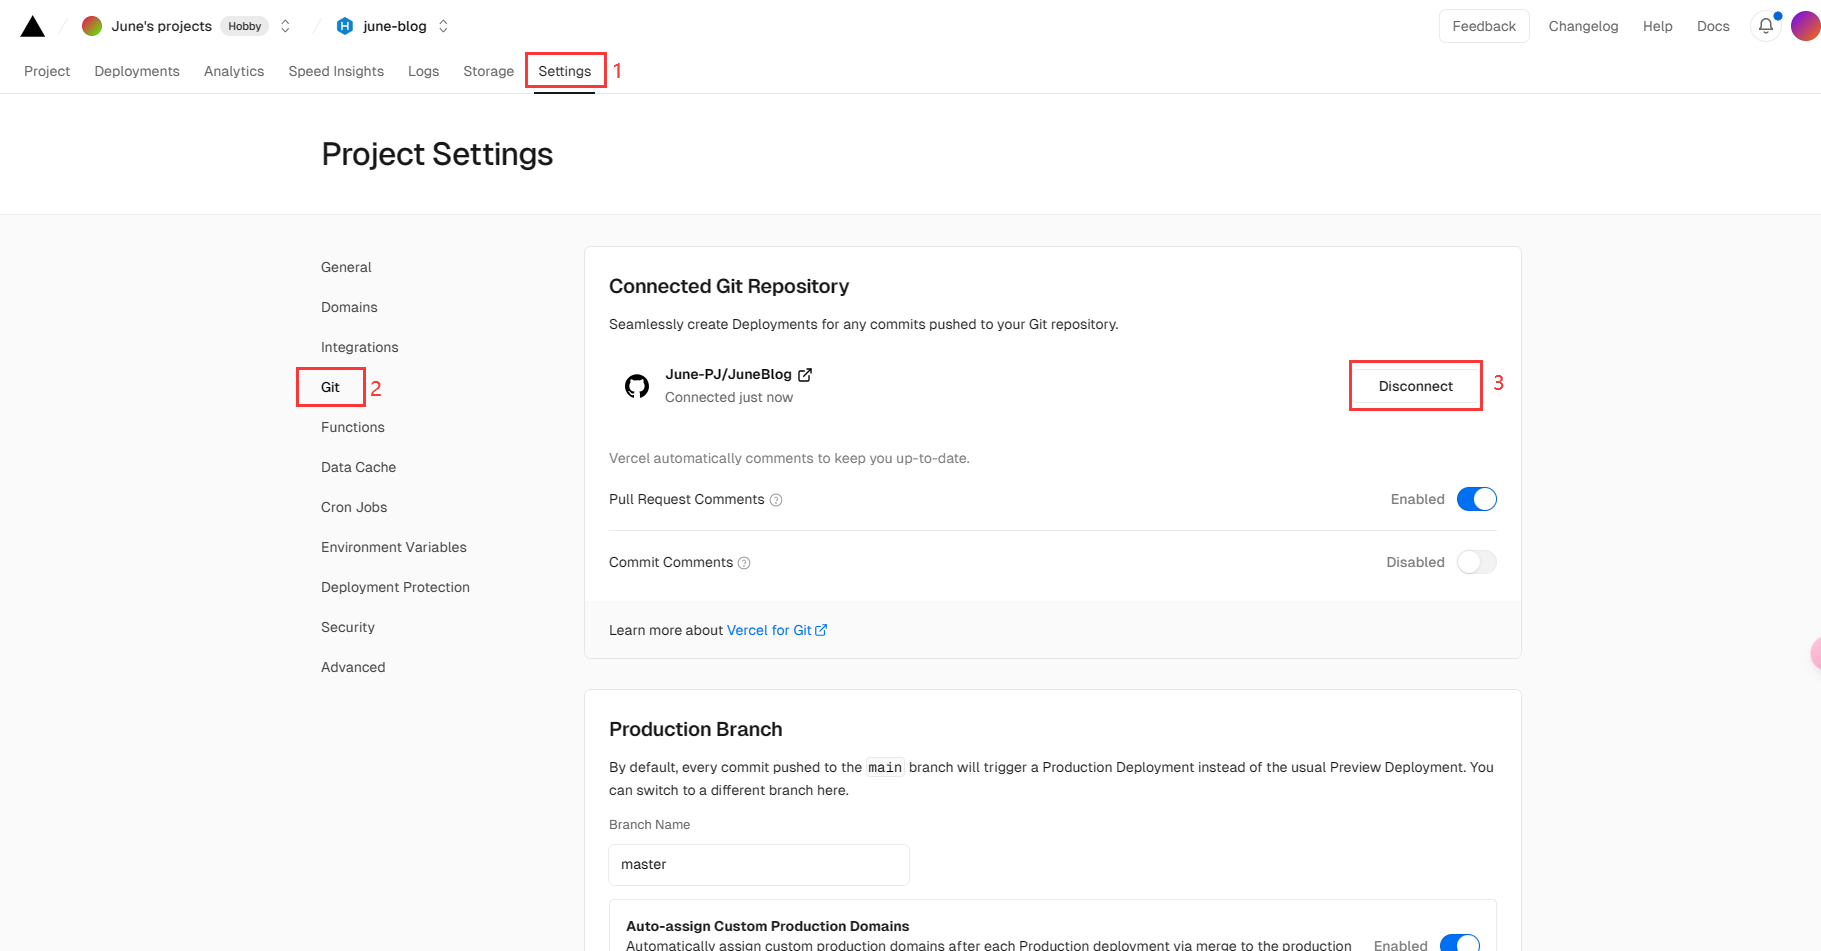 June's projects Hobby june-blog Feedback Changelog Help Docs
Project Deployments Analytics Speed Insights Logs Storage Settings 1
Project Settings
General
Domains
Integrations
Git 2
Functions
Data Cache
Cron Jobs
Environment Variables
Deployment Protection
Security
Advanced
Connected Git Repository
Seamlessly create Deployments for any commits pushed to your Git repository.
June-PJ/JuneBlog
Connected just now
Disconnect 3
Vercel automatically comments to keep you up-to-date.
Pull Request Comments Enabled
Commit Comments Disabled
Learn more about Vercel for Git
Production Branch
By default, every commit pushed to the main branch will trigger a Production Deployment instead of the usual Preview Deployment. You
can switch to a different branch here.
Branch Name
master
Auto-assign Custom Production Domains
Automatically assign custom production domains after each Production deployment via merge to the production Enabled